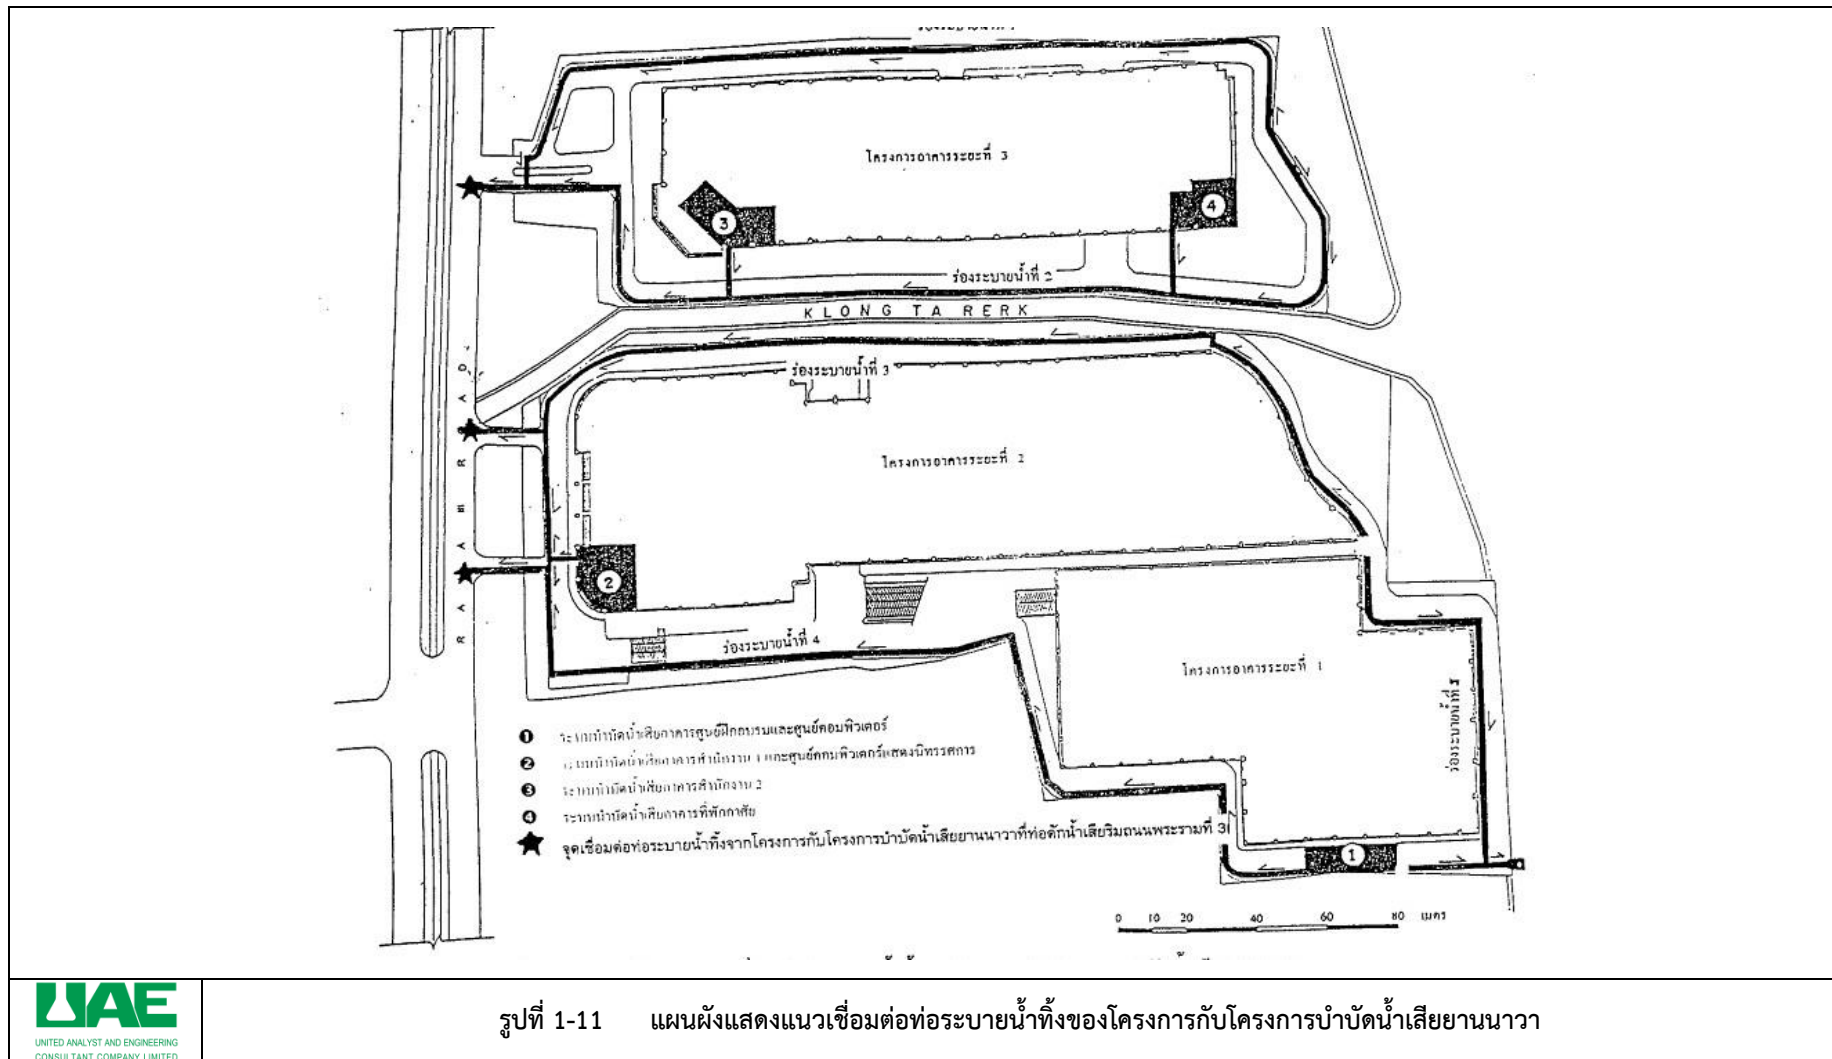 โครงการอาคารระยะที่ 3
3
4
ร่องระบายน้ำที่ 2
KLONG TA RERK
ร่องระบายน้ำที่ 3
RAMA III ROAD
โครงการอาคารระยะที่ 2
2
ร่องระบายน้ำที่ 4
โครงการอาคารระยะที่ 1
ร่องระบายน้ำที่
1 ระบบบำบัดน้ำเสียอาคารศูนย์ฝึกอบรมและศูนย์คอมพิวเตอร์
2 ระบบบำบัดน้ำเสียอาคารสำนักงาน 1 และศูนย์คอมพิวเตอร์แสดงนิทรรศการ
3 ระบบบำบัดน้ำเสียอาคารสำนักงาน 2
4 ระบบบำบัดน้ำเสียอาคารที่พักอาศัย
★ จุดเชื่อมต่อท่อระบายน้ำทิ้งจากโครงการกับโครงการบำบัดน้ำเสียยานนาวาที่ท่อดักน้ำเสียริมถนนพระรามที่ 3
1
0 10 20 40 60 80 เมตร
UAE
UNITED ANALYST AND ENGINEERING
CONSULTANT COMPANY LIMITED
รูปที่ 1-11 แผนผังแสดงแนวเชื่อมต่อท่อระบายน้ำทิ้งของโครงการกับโครงการบำบัดน้ำเสียยานนาวา